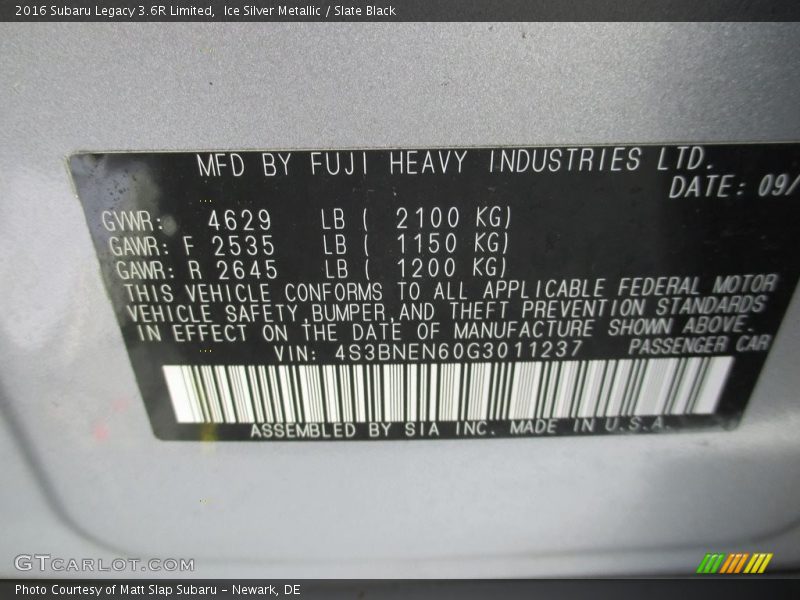 2016 Subaru Legacy 3.6R Limited,  Ice Silver Metallic / Slate Black
MFD BY FUJI HEAVY INDUSTRIES LTD.
DATE: 09/
GVWR: 4629 LB ( 2100 KG)
GAWR: F 2535 LB ( 1150 KG)
GAWR: R 2645 LB ( 1200 KG)
THIS VEHICLE CONFORMS TO ALL APPLICABLE FEDERAL MOTOR
VEHICLE SAFETY,BUMPER,AND THEFT PREVENTION STANDARDS
IN EFFECT ON THE DATE OF MANUFACTURE SHOWN ABOVE.
VIN: 4S3BNEN60G3011237 PASSENGER CAR
ASSEMBLED BY SIA INC. MADE IN U.S.A.
GTCarLot.com
Photo Courtesy of Matt Slap Subaru – Newark, DE